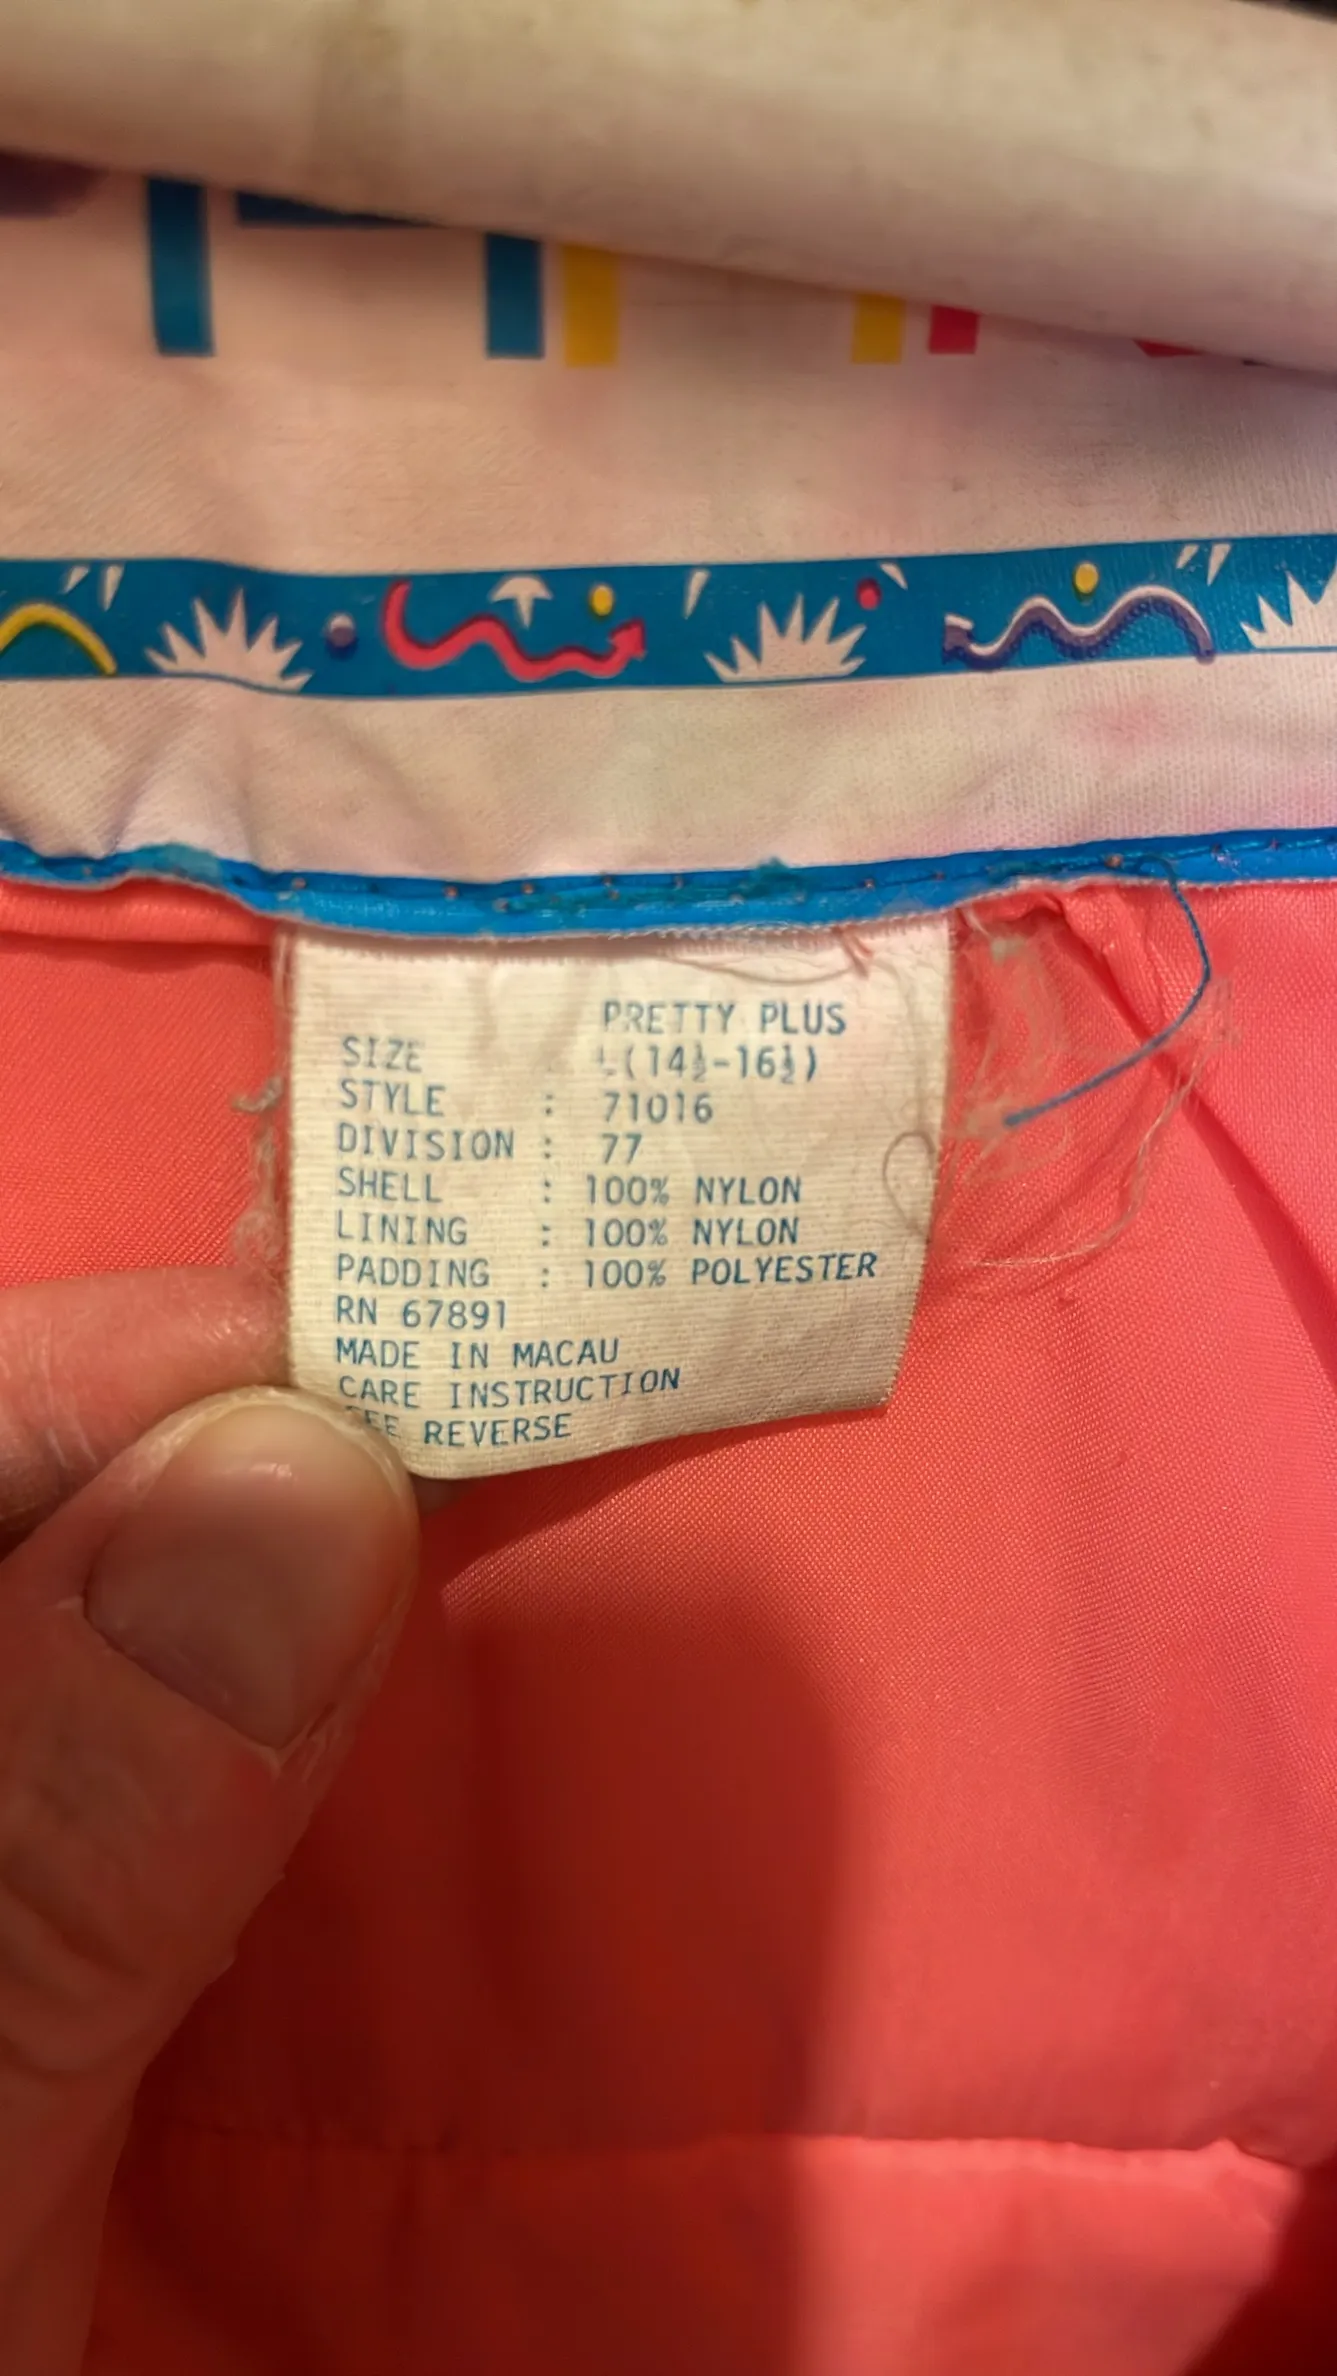 PRETTY PLUS
SIZE L(14½-16½)
STYLE : 71016
DIVISION : 77
SHELL : 100% NYLON
LINING : 100% NYLON
PADDING : 100% POLYESTER
RN 67891
MADE IN MACAU
CARE INSTRUCTION
SEE REVERSE